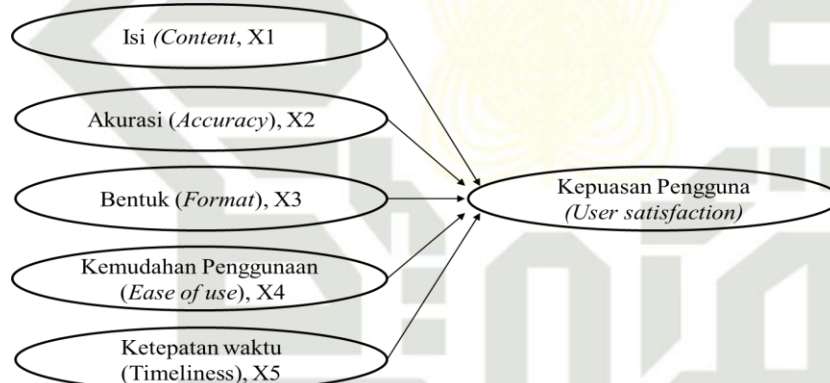 Isi (Content, X1
Akurasi (Accuracy), X2
Bentuk (Format), X3
Kemudahan Penggunaan
(Ease of use), X4
Ketepatan waktu
(Timeliness), X5
Kepuasan Pengguna
(User satisfaction)